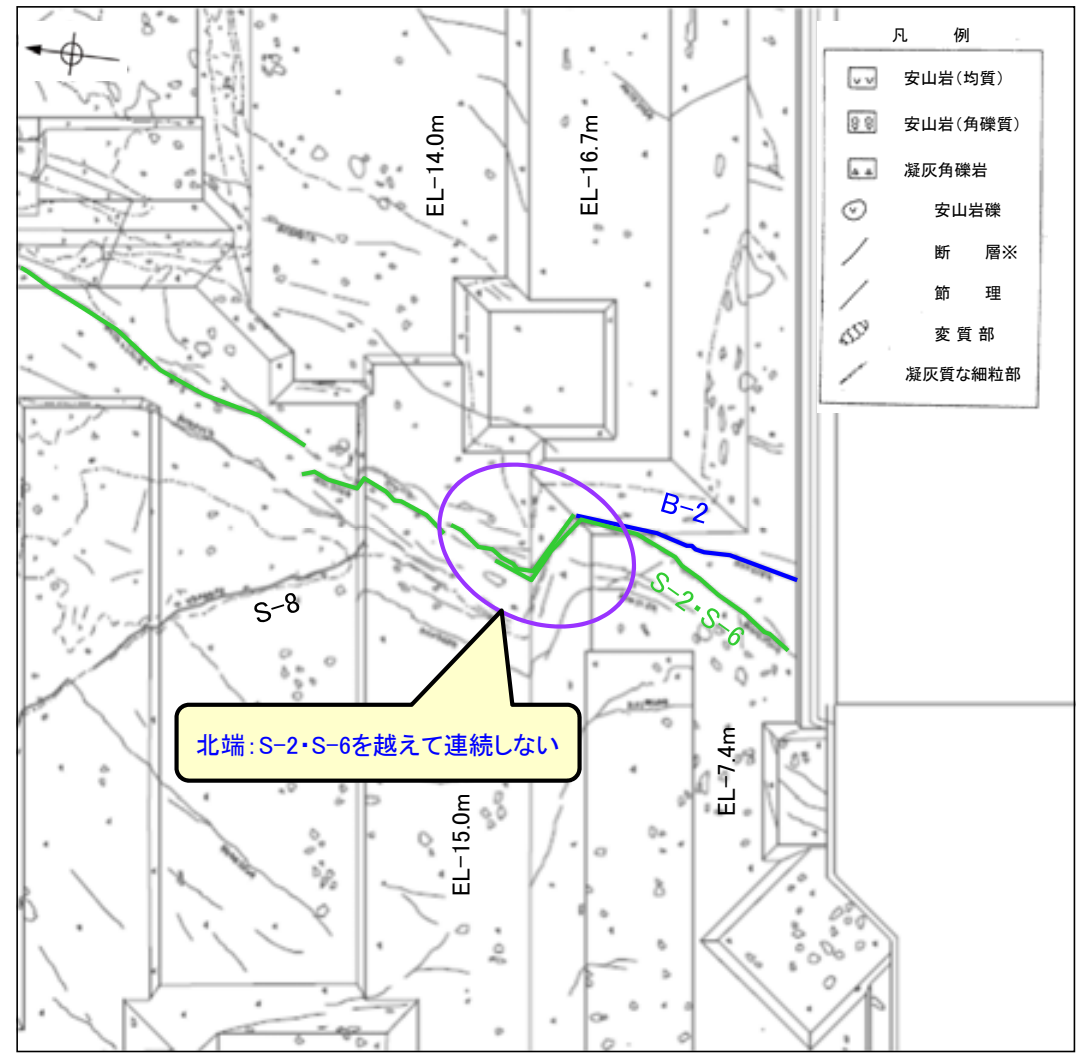 凡 例
安山岩(均質)
安山岩(角礫質)
凝灰角礫岩
安山岩礫
断 層※
節 理
変 質 部
凝灰質な細粒部
EL-14.0m
EL-16.7m
B-2
S-2・S-6
S-8
北端:S-2・S-6を越えて連続しない
EL-7.4m
EL-15.0m